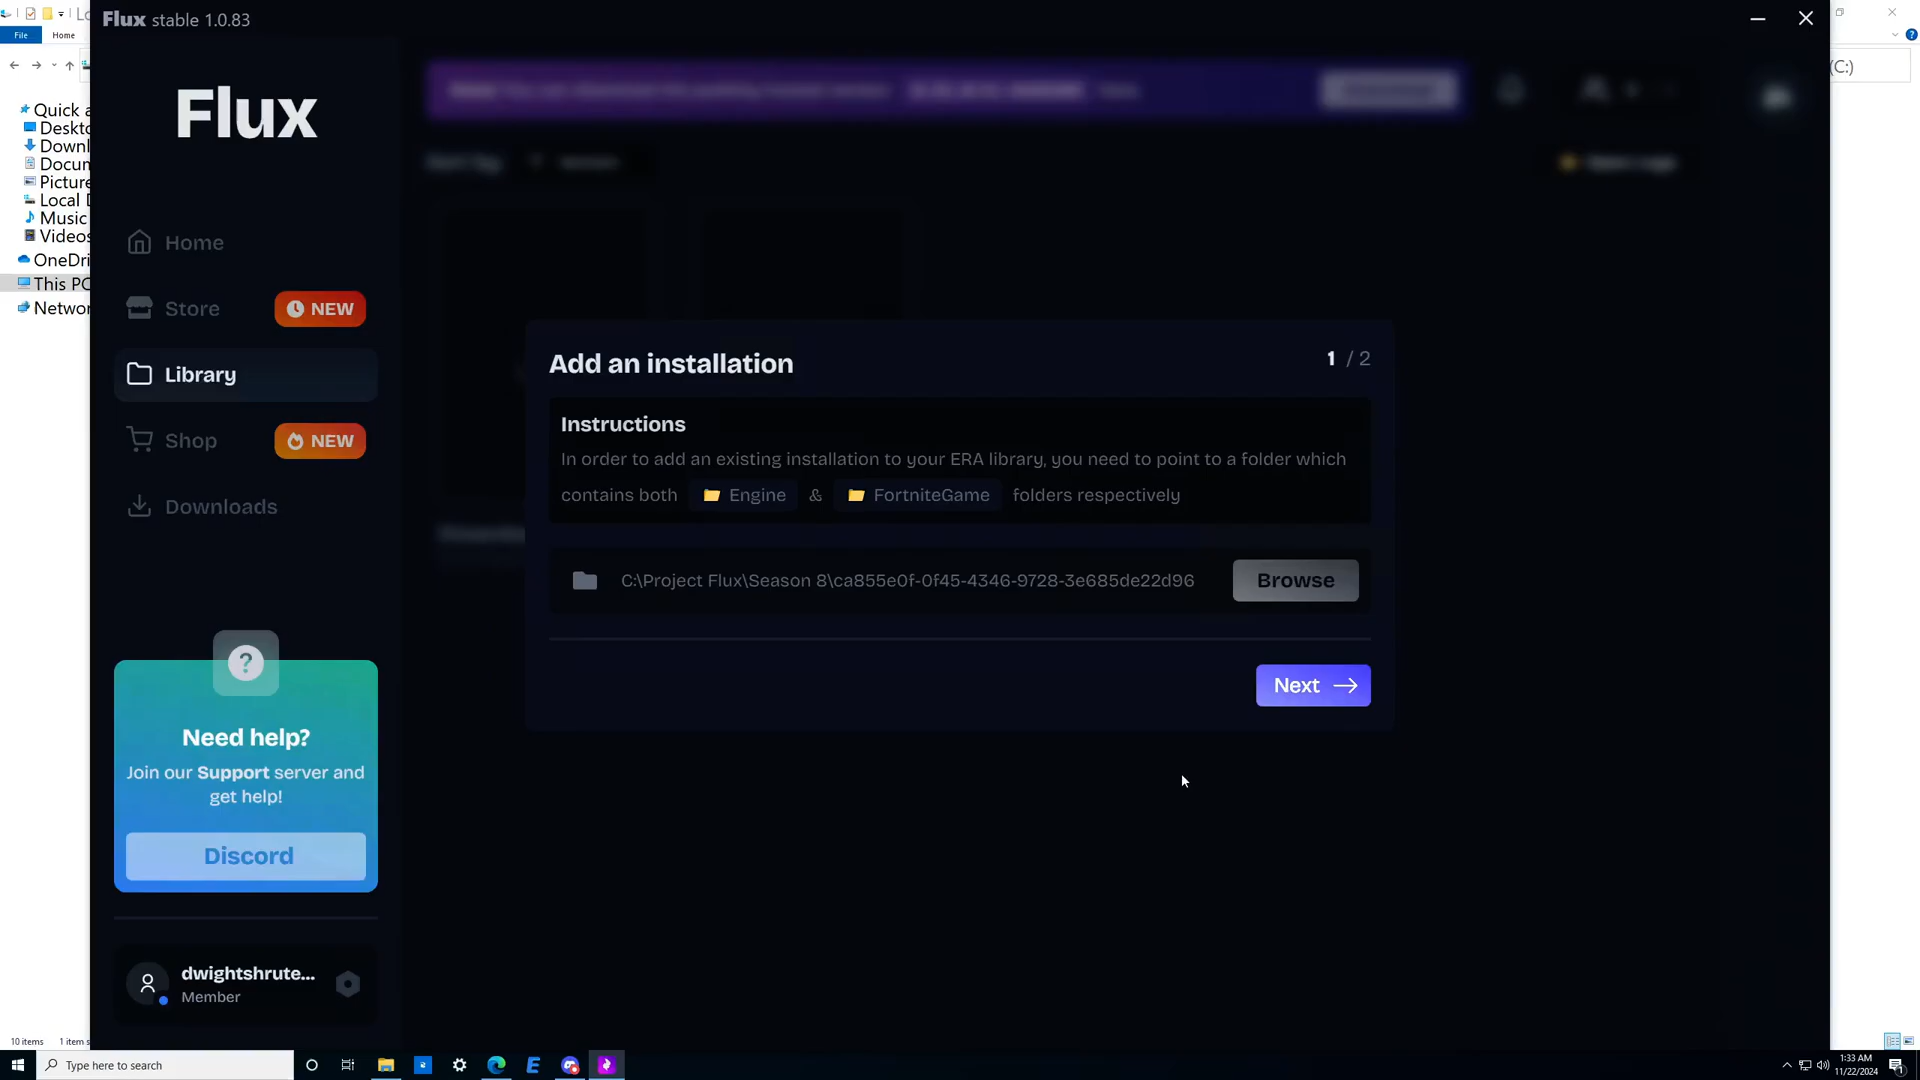 Flux stable 1.0.83
File
Home
(C:)
Quick a
Deskto
Downl
Docum
Picture
Local D
Music
Videos
OneDri
This PC
Networ
Flux
Home
Store
NEW
Library
Shop
NEW
Downloads
Add an installation
1 / 2
Instructions
In order to add an existing installation to your ERA library, you need to point to a folder which
contains both Engine & FortniteGame folders respectively
C:\Project Flux\Season 8\ca855e0f-0f45-4346-9728-3e685de22d96
Browse
Next
?
Need help?
Join our Support server and
get help!
Discord
dwightshrute...
Member
10 items 1 item s
Type here to search
1:33 AM
11/22/2024